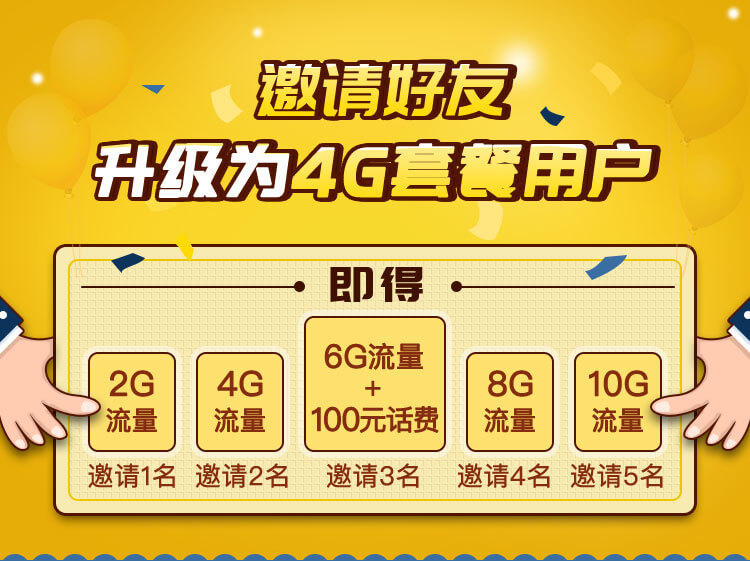 邀请好友
升级为4G套餐用户
即得
2G
流量
邀请1名
4G
流量
邀请2名
6G流量
+
100元话费
邀请3名
8G
流量
邀请4名
10G
流量
邀请5名